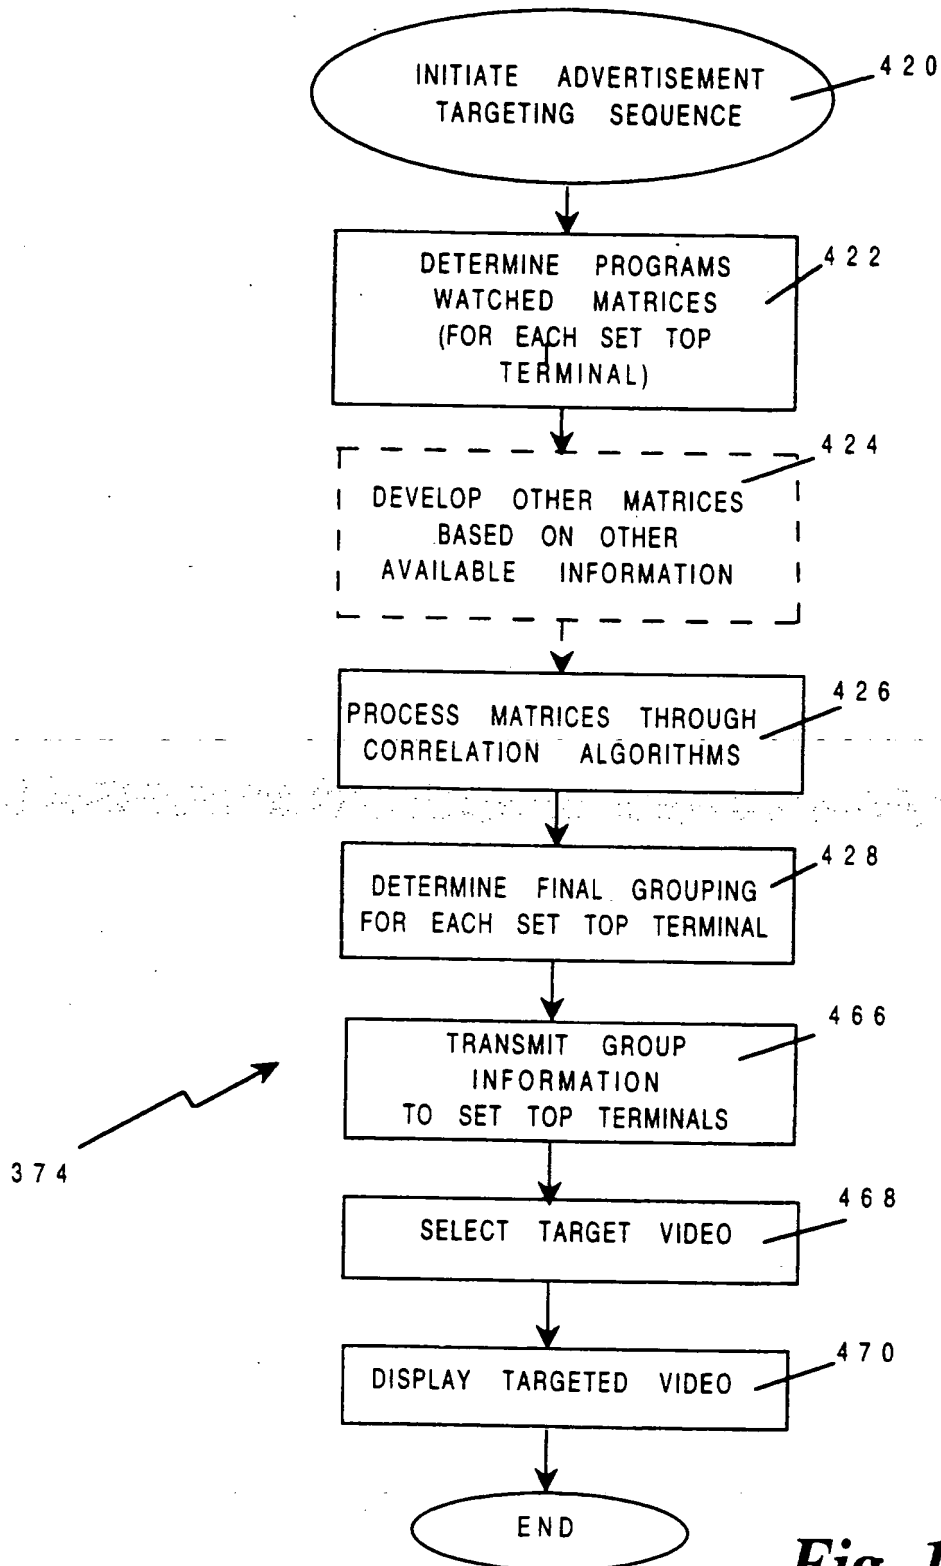 INITIATE ADVERTISEMENT
TARGETING SEQUENCE
420
DETERMINE PROGRAMS
WATCHED MATRICES
(FOR EACH SET TOP
TERMINAL)
422
424
DEVELOP OTHER MATRICES
BASED ON OTHER
AVAILABLE INFORMATION
426
PROCESS MATRICES THROUGH
CORRELATION ALGORITHMS
428
DETERMINE FINAL GROUPING
FOR EACH SET TOP TERMINAL
466
TRANSMIT GROUP
INFORMATION
TO SET TOP TERMINALS
374
468
SELECT TARGET VIDEO
470
DISPLAY TARGETED VIDEO
END
Fig.